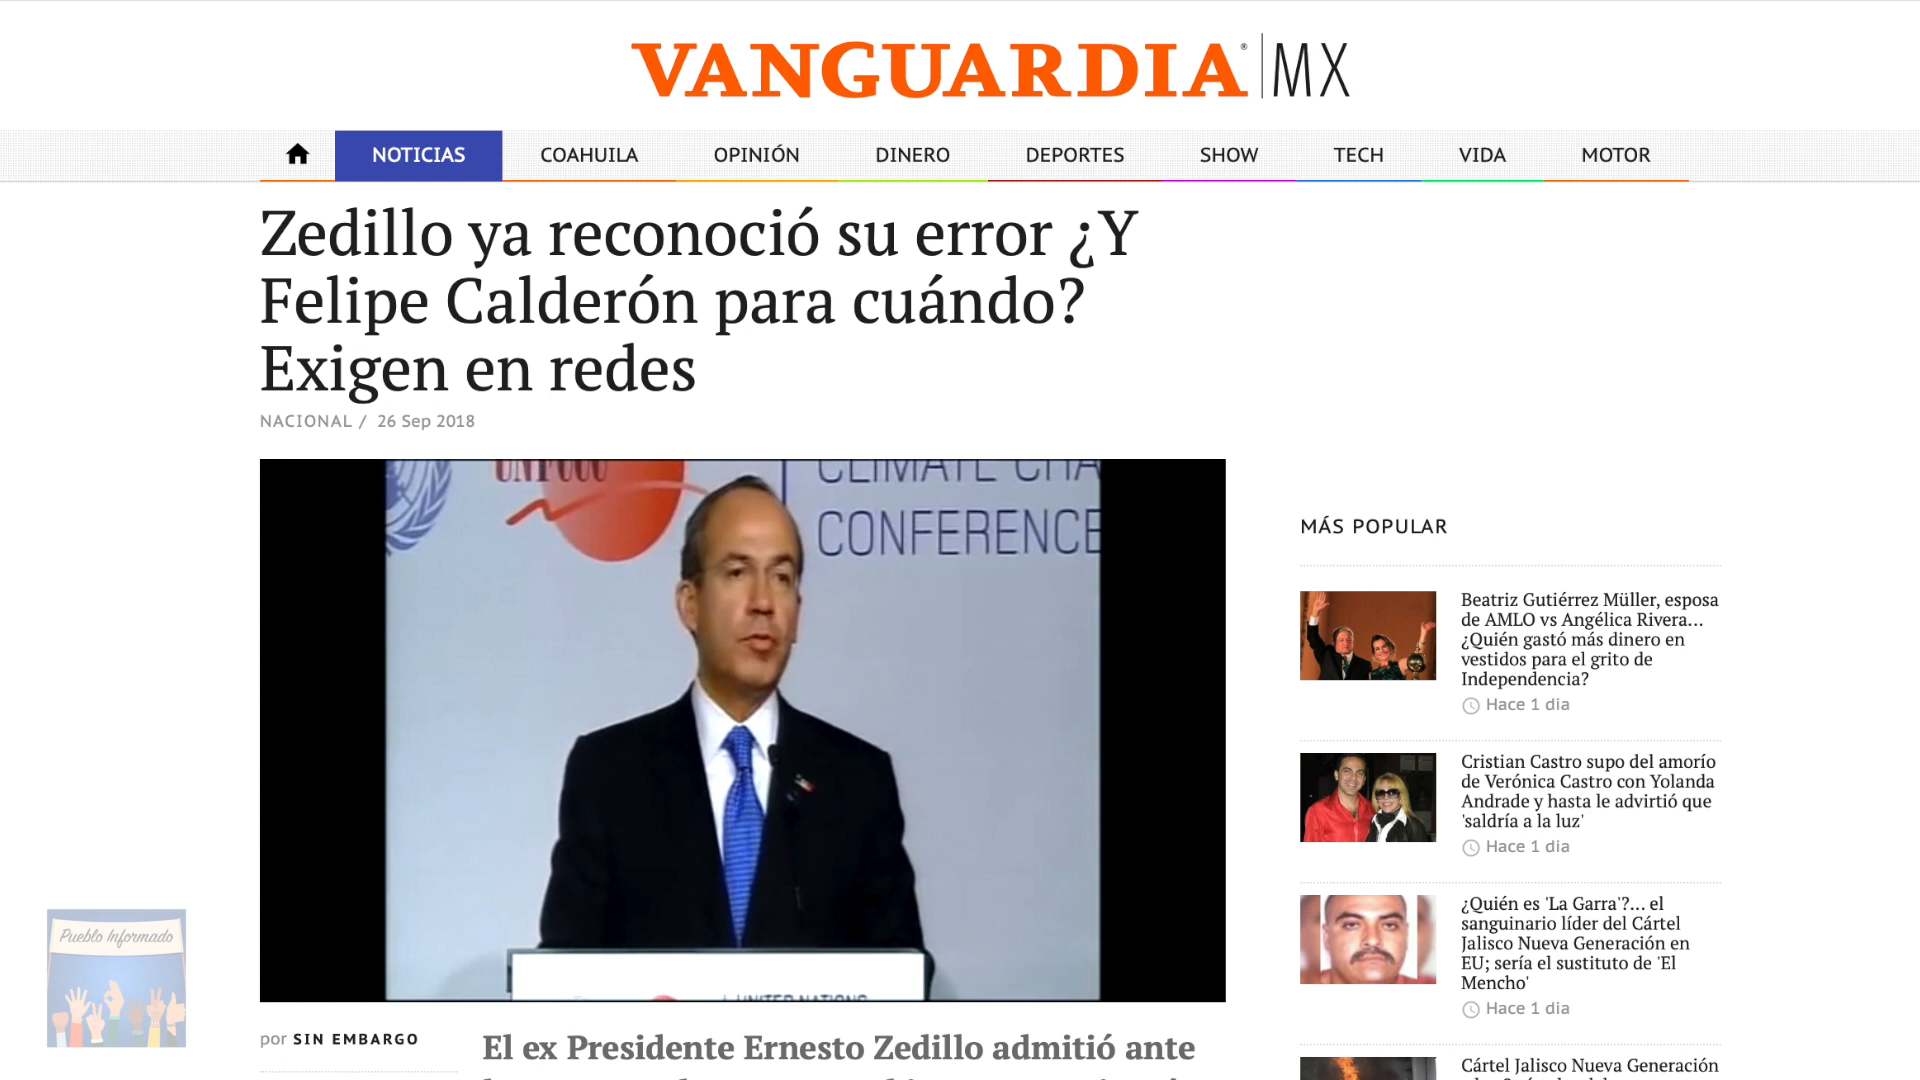 VANGUARDIA® | MX
NOTICIAS COAHUILA OPINIÓN DINERO DEPORTES SHOW TECH VIDA MOTOR
Zedillo ya reconoció su error ¿Y
Felipe Calderón para cuándo?
Exigen en redes
NACIONAL / 26 Sep 2018
UNFCCC
CLIMATE CHA
CONFERENCE
UNITED NATIONS
por SIN EMBARGO
El ex Presidente Ernesto Zedillo admitió ante
MÁS POPULAR
Beatriz Gutiérrez Müller, esposa
de AMLO vs Angélica Rivera...
¿Quién gastó más dinero en
vestidos para el grito de
Independencia?
Hace 1 dia
Cristian Castro supo del amorío
de Verónica Castro con Yolanda
Andrade y hasta le advirtió que
'saldría a la luz'
Hace 1 dia
¿Quién es 'La Garra'?... el
sanguinario líder del Cártel
Jalisco Nueva Generación en
EU; sería el sustituto de 'El
Mencho'
Hace 1 dia
Cártel Jalisco Nueva Generación
Pueblo Informado